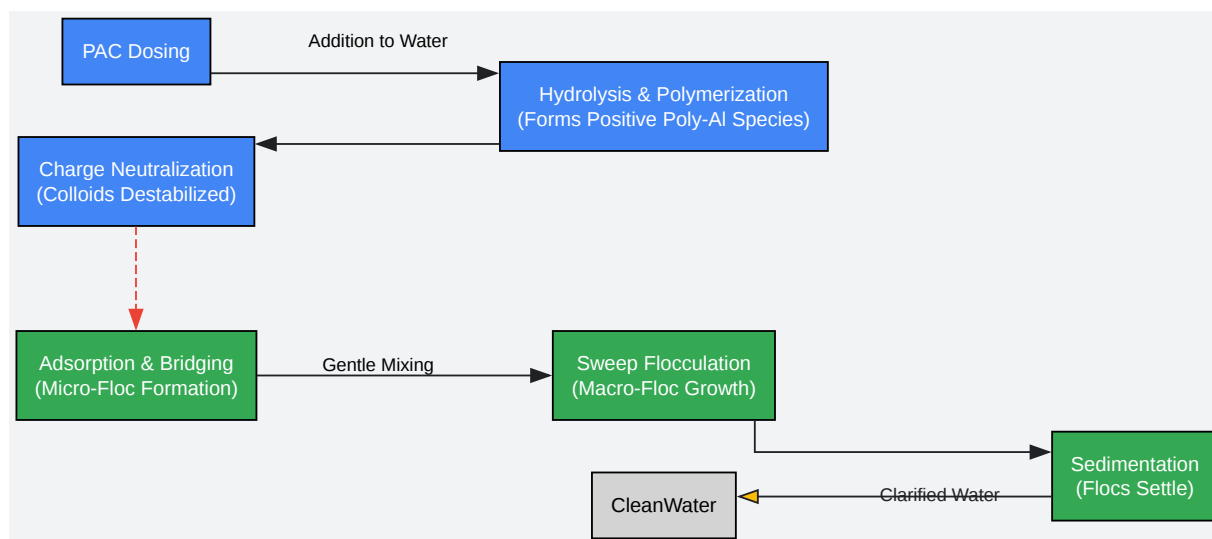 PAC Dosing
Addition to Water
Hydrolysis & Polymerization
(Forms Positive Poly-Al Species)
Charge Neutralization
(Colloids Destabilized)
Adsorption & Bridging
(Micro-Floc Formation)
Gentle Mixing
Sweep Flocculation
(Macro-Floc Growth)
Sedimentation
(Flocs Settle)
Clarified Water
CleanWater